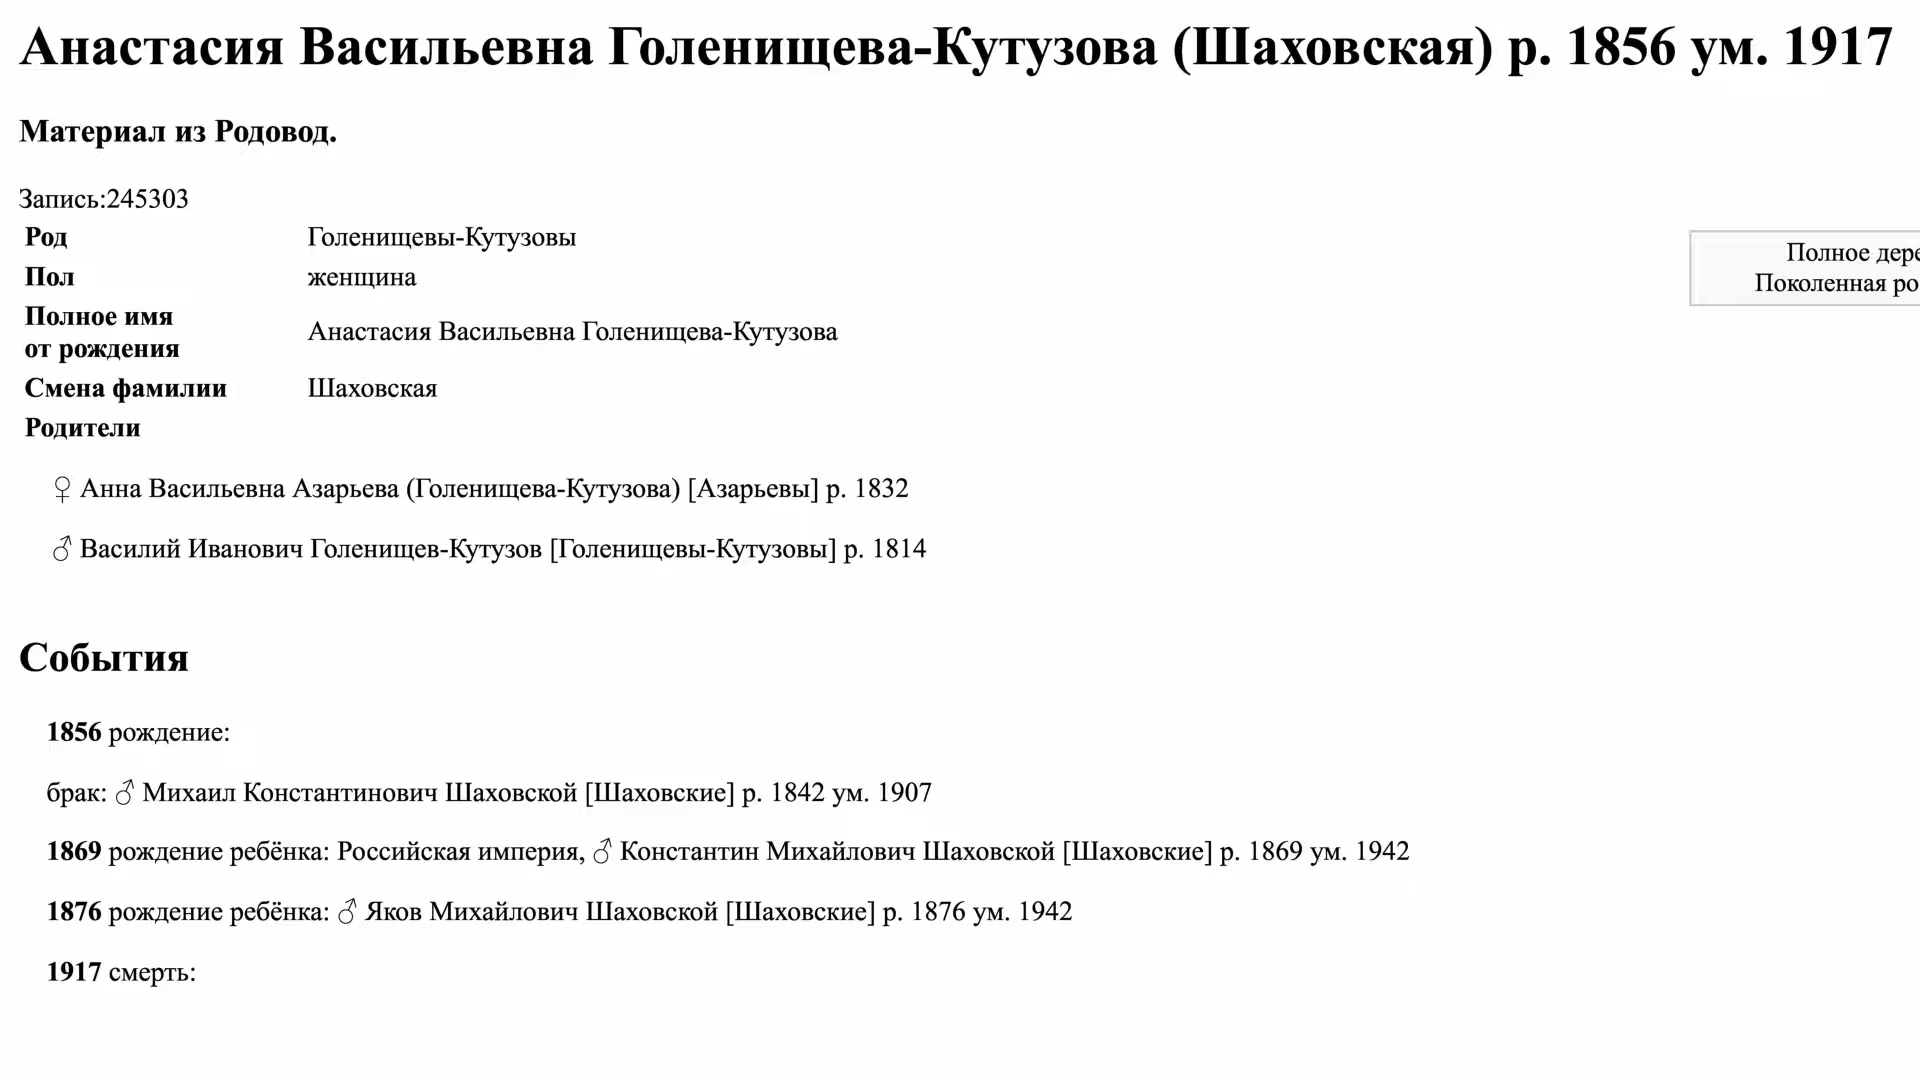 Анастасия Васильевна Голенищева-Кутузова (Шаховская) р. 1856 ум. 1917
Материал из Родовод.
Запись:245303
Род Голенищевы-Кутузовы
Пол женщина
Полное имя
от рождения
Анастасия Васильевна Голенищева-Кутузова
Смена фамилии Шаховская
Родители
♀ Анна Васильевна Азарьева (Голенищева-Кутузова) [Азарьевы] р. 1832
♂ Василий Иванович Голенищев-Кутузов [Голенищевы-Кутузовы] р. 1814
Полное дере
Поколенная ро
События
1856 рождение:
брак: ♂ Михаил Константинович Шаховской [Шаховские] р. 1842 ум. 1907
1869 рождение ребёнка: Российская империя, ♂ Константин Михайлович Шаховской [Шаховские] р. 1869 ум. 1942
1876 рождение ребёнка: ♂ Яков Михайлович Шаховской [Шаховские] р. 1876 ум. 1942
1917 смерть: